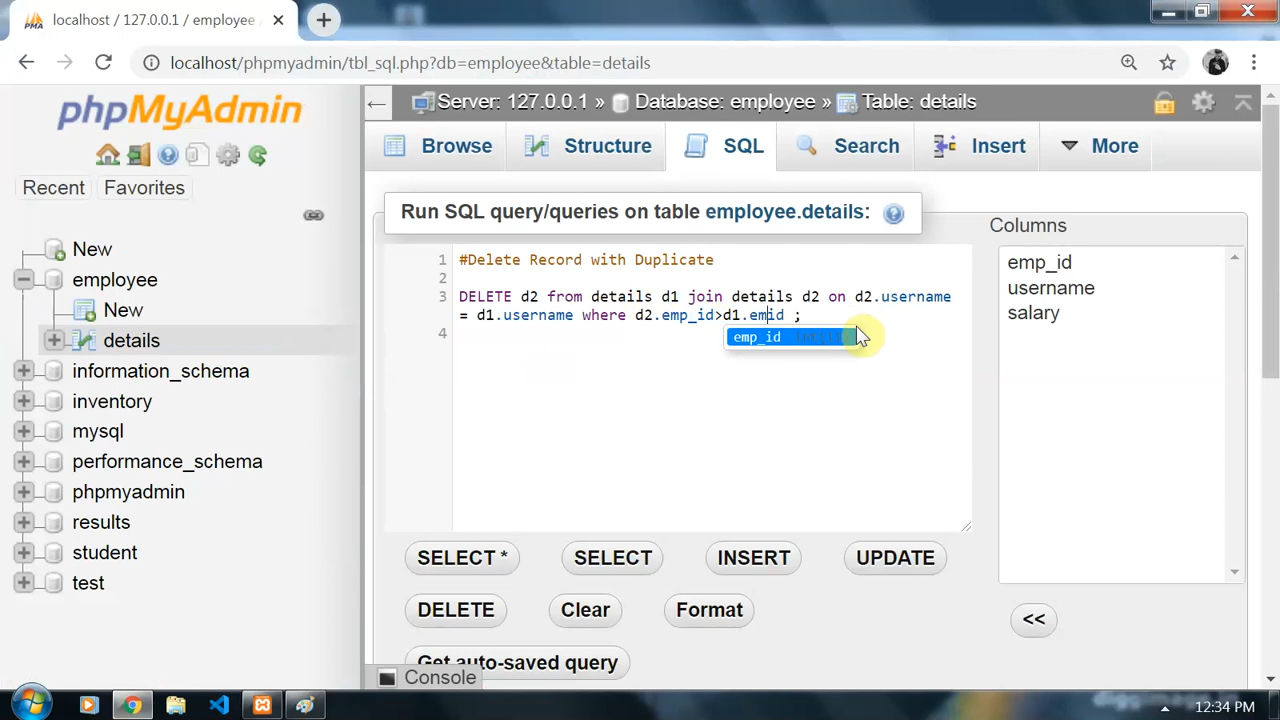 localhost / 127.0.0.1 / employee
localhost/phpmyadmin/tbl_sql.php?db=employee&table=details
phpMyAdmin
Recent
Favorites
New
employee
New
details
information_schema
inventory
mysql
performance_schema
phpmyadmin
results
student
test
Server: 127.0.0.1 » Database: employee » Table: details
Browse
Structure
SQL
Search
Insert
More
Run SQL query/queries on table employee.details:
1 #Delete Record with Duplicate
2
3 DELETE d2 from details d1 join details d2 on d2.username
= d1.username where d2.emp_id>d1.emid ;
emp_id
4
Columns
emp_id
username
salary
SELECT *
SELECT
INSERT
UPDATE
DELETE
Clear
Format
<<
Get auto-saved query
Console
12:34 PM